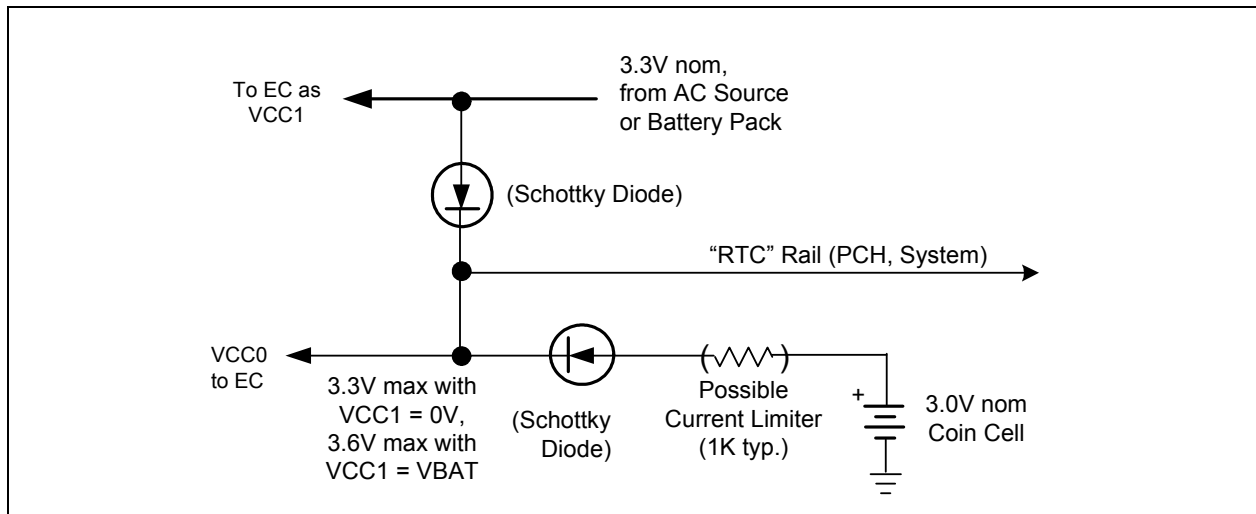 3.3V nom,
from AC Source
or Battery Pack
To EC as
VCC1
(Schottky Diode)
“RTC” Rail (PCH, System)
VCC0
to EC
3.3V max with
VCC1 = 0V,
3.6V max with
VCC1 = VBAT
(Schottky
Diode)
( )
Possible
Current Limiter
(1K typ.)
+
3.0V nom
Coin Cell